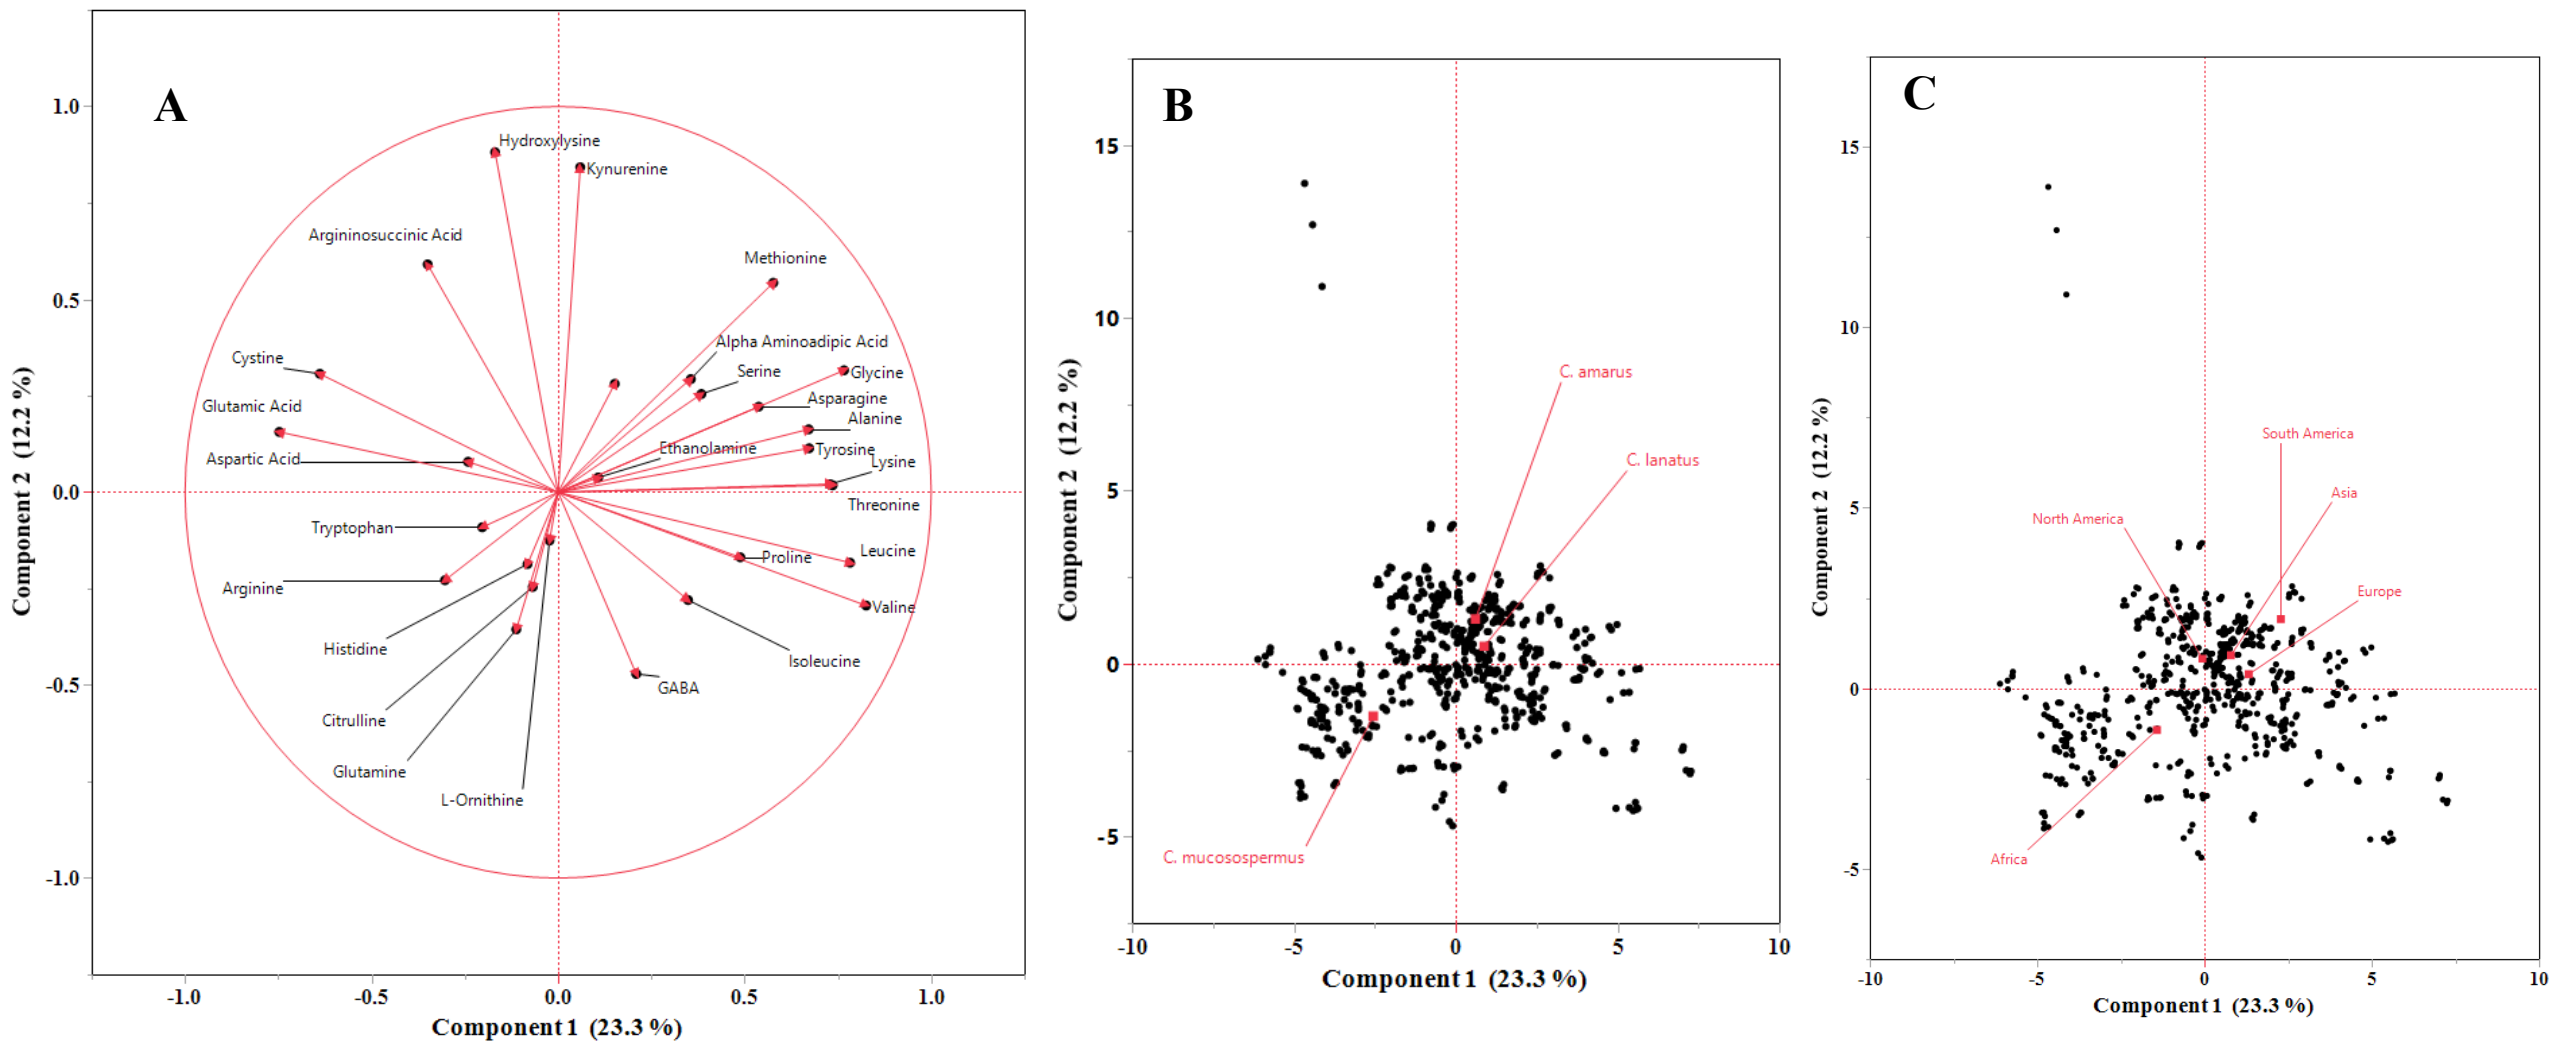 A
Component 2 (12.2 %)
1.0
0.5
0.0
-0.5
-1.0
Hydroxylysine
Kynurenine
Argininosuccinic Acid
Methionine
Alpha Aminoadipic Acid
Cystine
Serine
Glycine
Glutamic Acid
Asparagine
Alanine
Ethanolamine
Tyrosine
Aspartic Acid
Lysine
Threonine
Tryptophan
Leucine
Proline
Arginine
Valine
Histidine
Isoleucine
GABA
Citrulline
Glutamine
L-Ornithine
-1.0
-0.5
0.0
0.5
1.0
Component 1 (23.3 %)
B
Component 2 (12.2 %)
15
10
5
0
-5
C. amarus
C. lanatus
C. mucosospermus
-10
-5
0
5
10
Component 1 (23.3 %)
C
Component 2 (12.2 %)
15
10
5
0
-5
South America
Asia
North America
Europe
Africa
-10
-5
0
5
10
Component 1 (23.3 %)